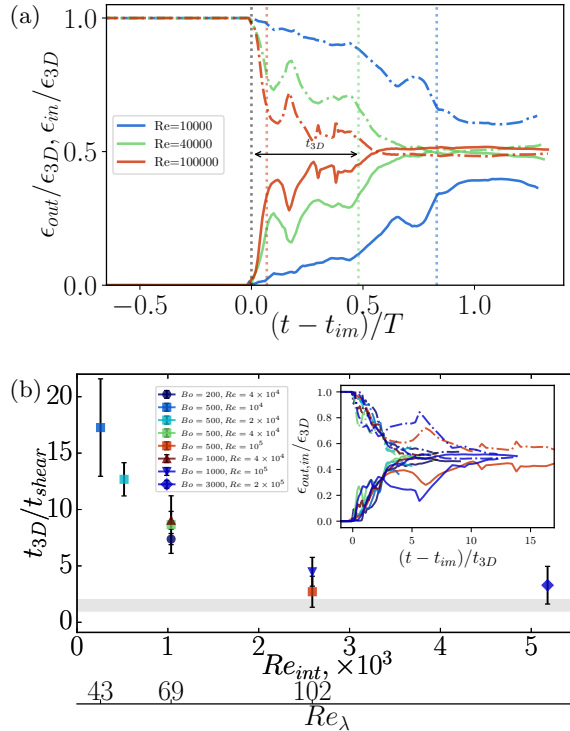 (a)
ϵ_out/ϵ_3D, ϵ_in/ϵ_3D
1.0
0.5
0.0
Re=10000
Re=40000
Re=100000
t_3D
−0.5
0.0
0.5
1.0
(t − t_im)/T
(b)
t_3D/t_shear
20
15
10
5
0
Bo = 200, Re = 4 × 10^4
Bo = 500, Re = 10^4
Bo = 500, Re = 2 × 10^4
Bo = 500, Re = 4 × 10^4
Bo = 500, Re = 10^5
Bo = 1000, Re = 4 × 10^4
Bo = 1000, Re = 10^5
Bo = 3000, Re = 2 × 10^5
ϵ_out,in/ϵ_3D
1.0
0.8
0.6
0.4
0.2
0.0
0 5 10 15
(t − t_im)/t_3D
0 1 2 3 4 5
Re_int, ×10^3
43 69 102
Re_λ